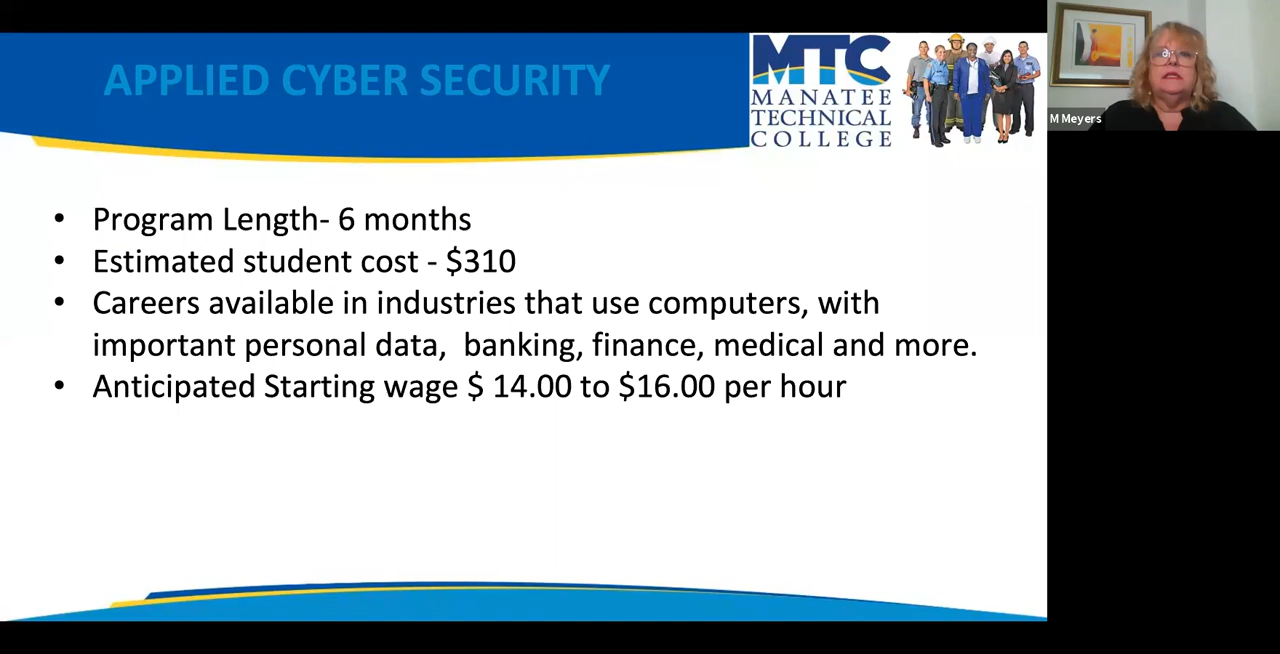 APPLIED CYBER SECURITY
MTC
MANATEE
TECHNICAL
COLLEGE
M Meyers
• Program Length- 6 months
• Estimated student cost - $310
• Careers available in industries that use computers, with
important personal data,  banking, finance, medical and more.
• Anticipated Starting wage $ 14.00 to $16.00 per hour